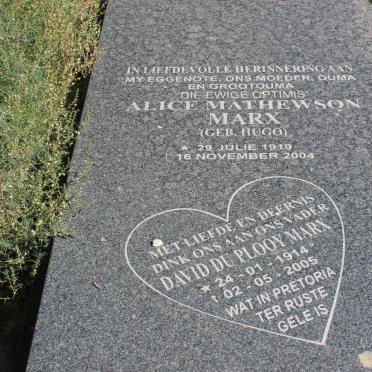 IN LIEFDEVOLLE HERINNERING AAN
MY EGGENOTE, ONS MOEDER, OUMA
EN GROOTOUMA
DIE EWIGE OPTIMIS
ALICE MATHEWSON
MARX
(GEB. HUGO)
★ 29 JULIE 1919
† 16 NOVEMBER 2004
MET LIEFDE EN DEERNIS
DINK ONS AAN ONS VADER
DAVID DU PLOOY MARX
★ 24 - 01 - 1914
† 02 - 05 - 2005
WAT IN PRETORIA
TER RUSTE
GELE IS